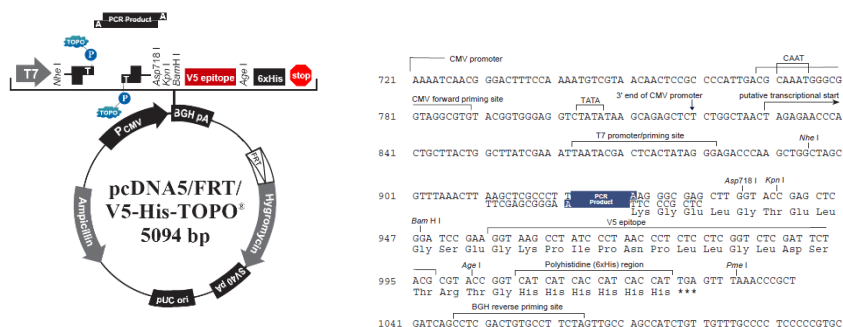 A PCR Product A
TOPO
P
T7
Nhe I
T
T
Asp718 I
Kpn I
BamH I
V5 epitope
Age I
6xHis
stop
P
TOPO
PCMV
BGH pA
FRT
Hygromycin
SV40 pA
pUC ori
Ampicillin
pcDNA5/FRT/
V5-His-TOPO®
5094 bp
CMV promoter
CAAT
721 AAAATCAACG GGACTTTCCA AAATGTCGTA ACAACTCCGC CCCATTGACG CAAATGGGCG
CMV forward priming site
TATA
3' end of CMV promoter
putative transcriptional start
781 GTAGGCGTGT ACGGTGGGAG GTCTATATAA GCAGAGCTCT CTGGCTAACT AGAGAACCCA
T7 promoter/priming site
Nhe I
841 CTGCTTACTG GCTTATCGAA ATTAATACGA CTCACTATAG GGAGACCCAA GCTGGCTAGC
Asp718 I Kpn I
901 GTTTAAACTT AAGCTCGCCC TT PCR Product AAG GGC GAG CTT GGT ACC GAG CTC
TTCGAGCGGGA A TTC CCG CTC
Lys Gly Glu Leu Gly Thr Glu Leu
Bam H I
V5 epitope
947 GGA TCC GAA GGT AAG CCT ATC CCT AAC CCT CTC CTC GGT CTC GAT TCT
Gly Ser Glu Gly Lys Pro Ile Pro Asn Pro Leu Leu Gly Leu Asp Ser
Age I
Polyhistidine (6xHis) region
Pme I
995 ACG CGT ACC GGT CAT CAT CAC CAT CAC CAT TGA GTTT AAACCCGCT
Thr Arg Thr Gly His His His His His His ***
BGH reverse priming site
1041 GATCAGCCTC GACTGTGCCT TCTAGTTGCC AGCCATCTGT TGTTTGCCCC TCCCCCGTGC